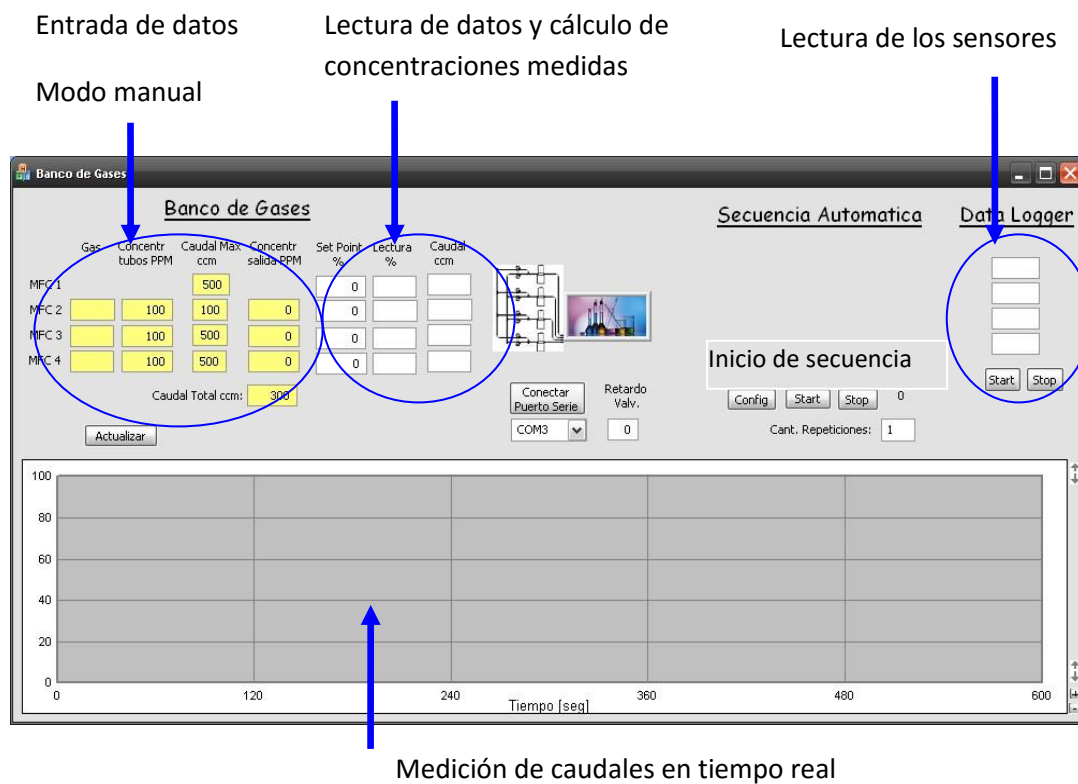 Entrada de datos
Modo manual
Lectura de datos y cálculo de
concentraciones medidas
Lectura de los sensores
Banco de Gases
Banco de Gases
Secuencia Automatica
Data Logger
Gas Concentr Caudal Max Concentr Set Point Lectura Caudal
tubos PPM ccm salida PPM % % ccm
MFC 1 500 0
MFC 2 100 100 0 0
MFC 3 100 500 0 0
MFC 4 100 500 0 0
Caudal Total ccm: 300
Actualizar
Conectar
Puerto Serie
COM3
Retardo
Valv.
0
Inicio de secuencia
Config Start Stop 0
Cant. Repeticiones: 1
Start Stop
100
80
60
40
20
0
0 120 240 360 480 600
Tiempo [seg]
Medición de caudales en tiempo real